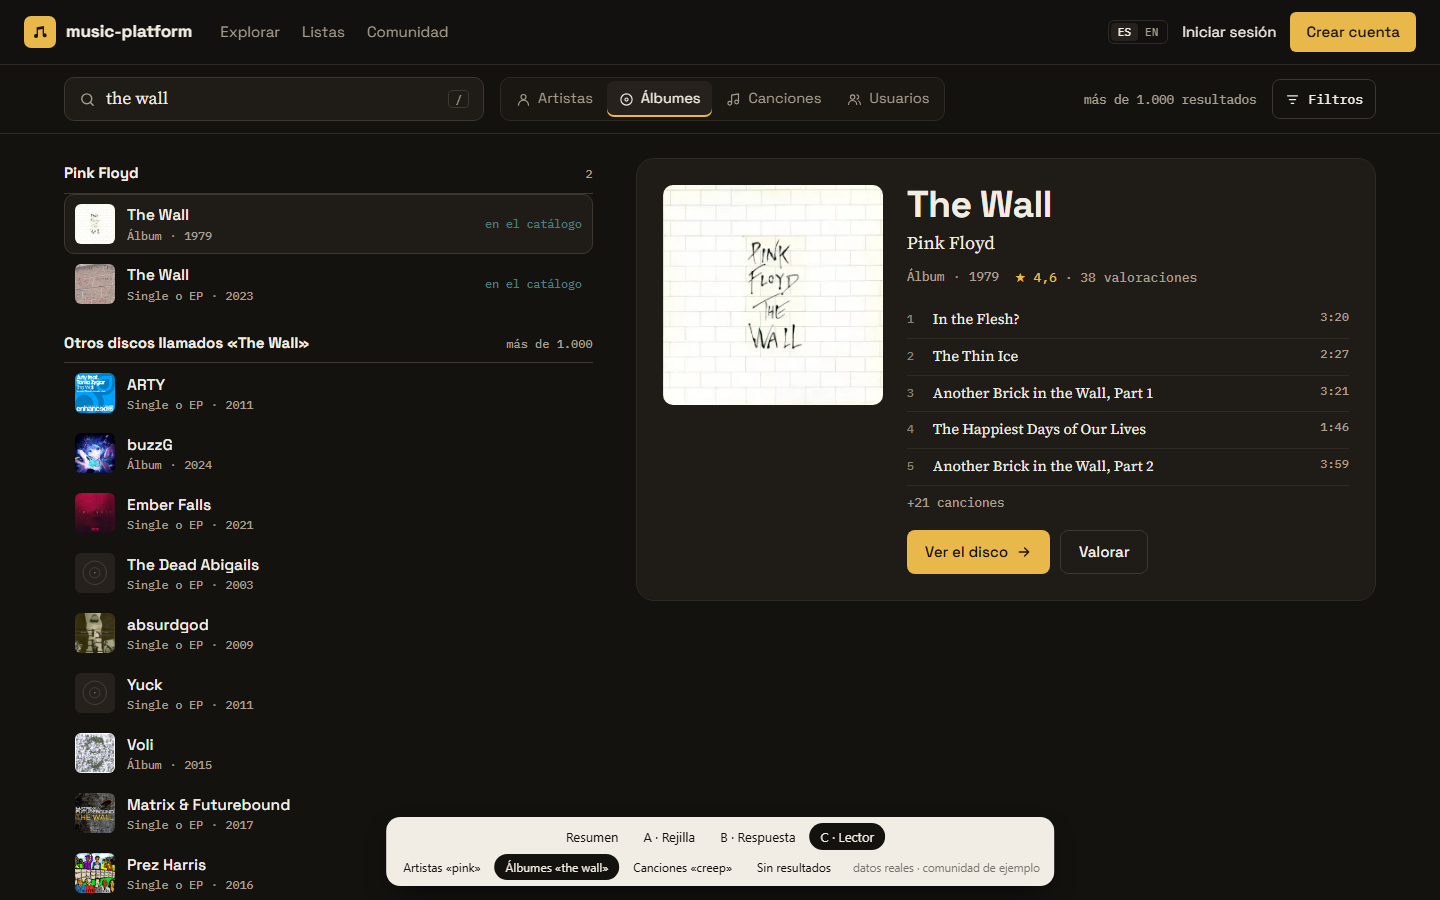 music-platform Explorar Listas Comunidad ES EN Iniciar sesión Crear cuenta
the wall / Artistas Álbumes Canciones Usuarios más de 1.000 resultados Filtros
Pink Floyd 2
The Wall
Álbum · 1979 en el catálogo
The Wall
Single o EP · 2023 en el catálogo
Otros discos llamados «The Wall» más de 1.000
ARTY
Single o EP · 2011
buzzG
Álbum · 2024
Ember Falls
Single o EP · 2021
The Dead Abigails
Single o EP · 2003
absurdgod
Single o EP · 2009
Yuck
Single o EP · 2011
Voli
Álbum · 2015
Matrix & Futurebound
Single o EP · 2017
Prez Harris
Single o EP · 2016
PINK
FLOYD
THE
WALL
The Wall
Pink Floyd
Álbum · 1979 ★ 4,6 · 38 valoraciones
1 In the Flesh? 3:20
2 The Thin Ice 2:27
3 Another Brick in the Wall, Part 1 3:21
4 The Happiest Days of Our Lives 1:46
5 Another Brick in the Wall, Part 2 3:59
+21 canciones
Ver el disco → Valorar
Resumen A · Rejilla B · Respuesta C · Lector
Artistas «pink» Álbumes «the wall» Canciones «creep» Sin resultados datos reales · comunidad de ejemplo